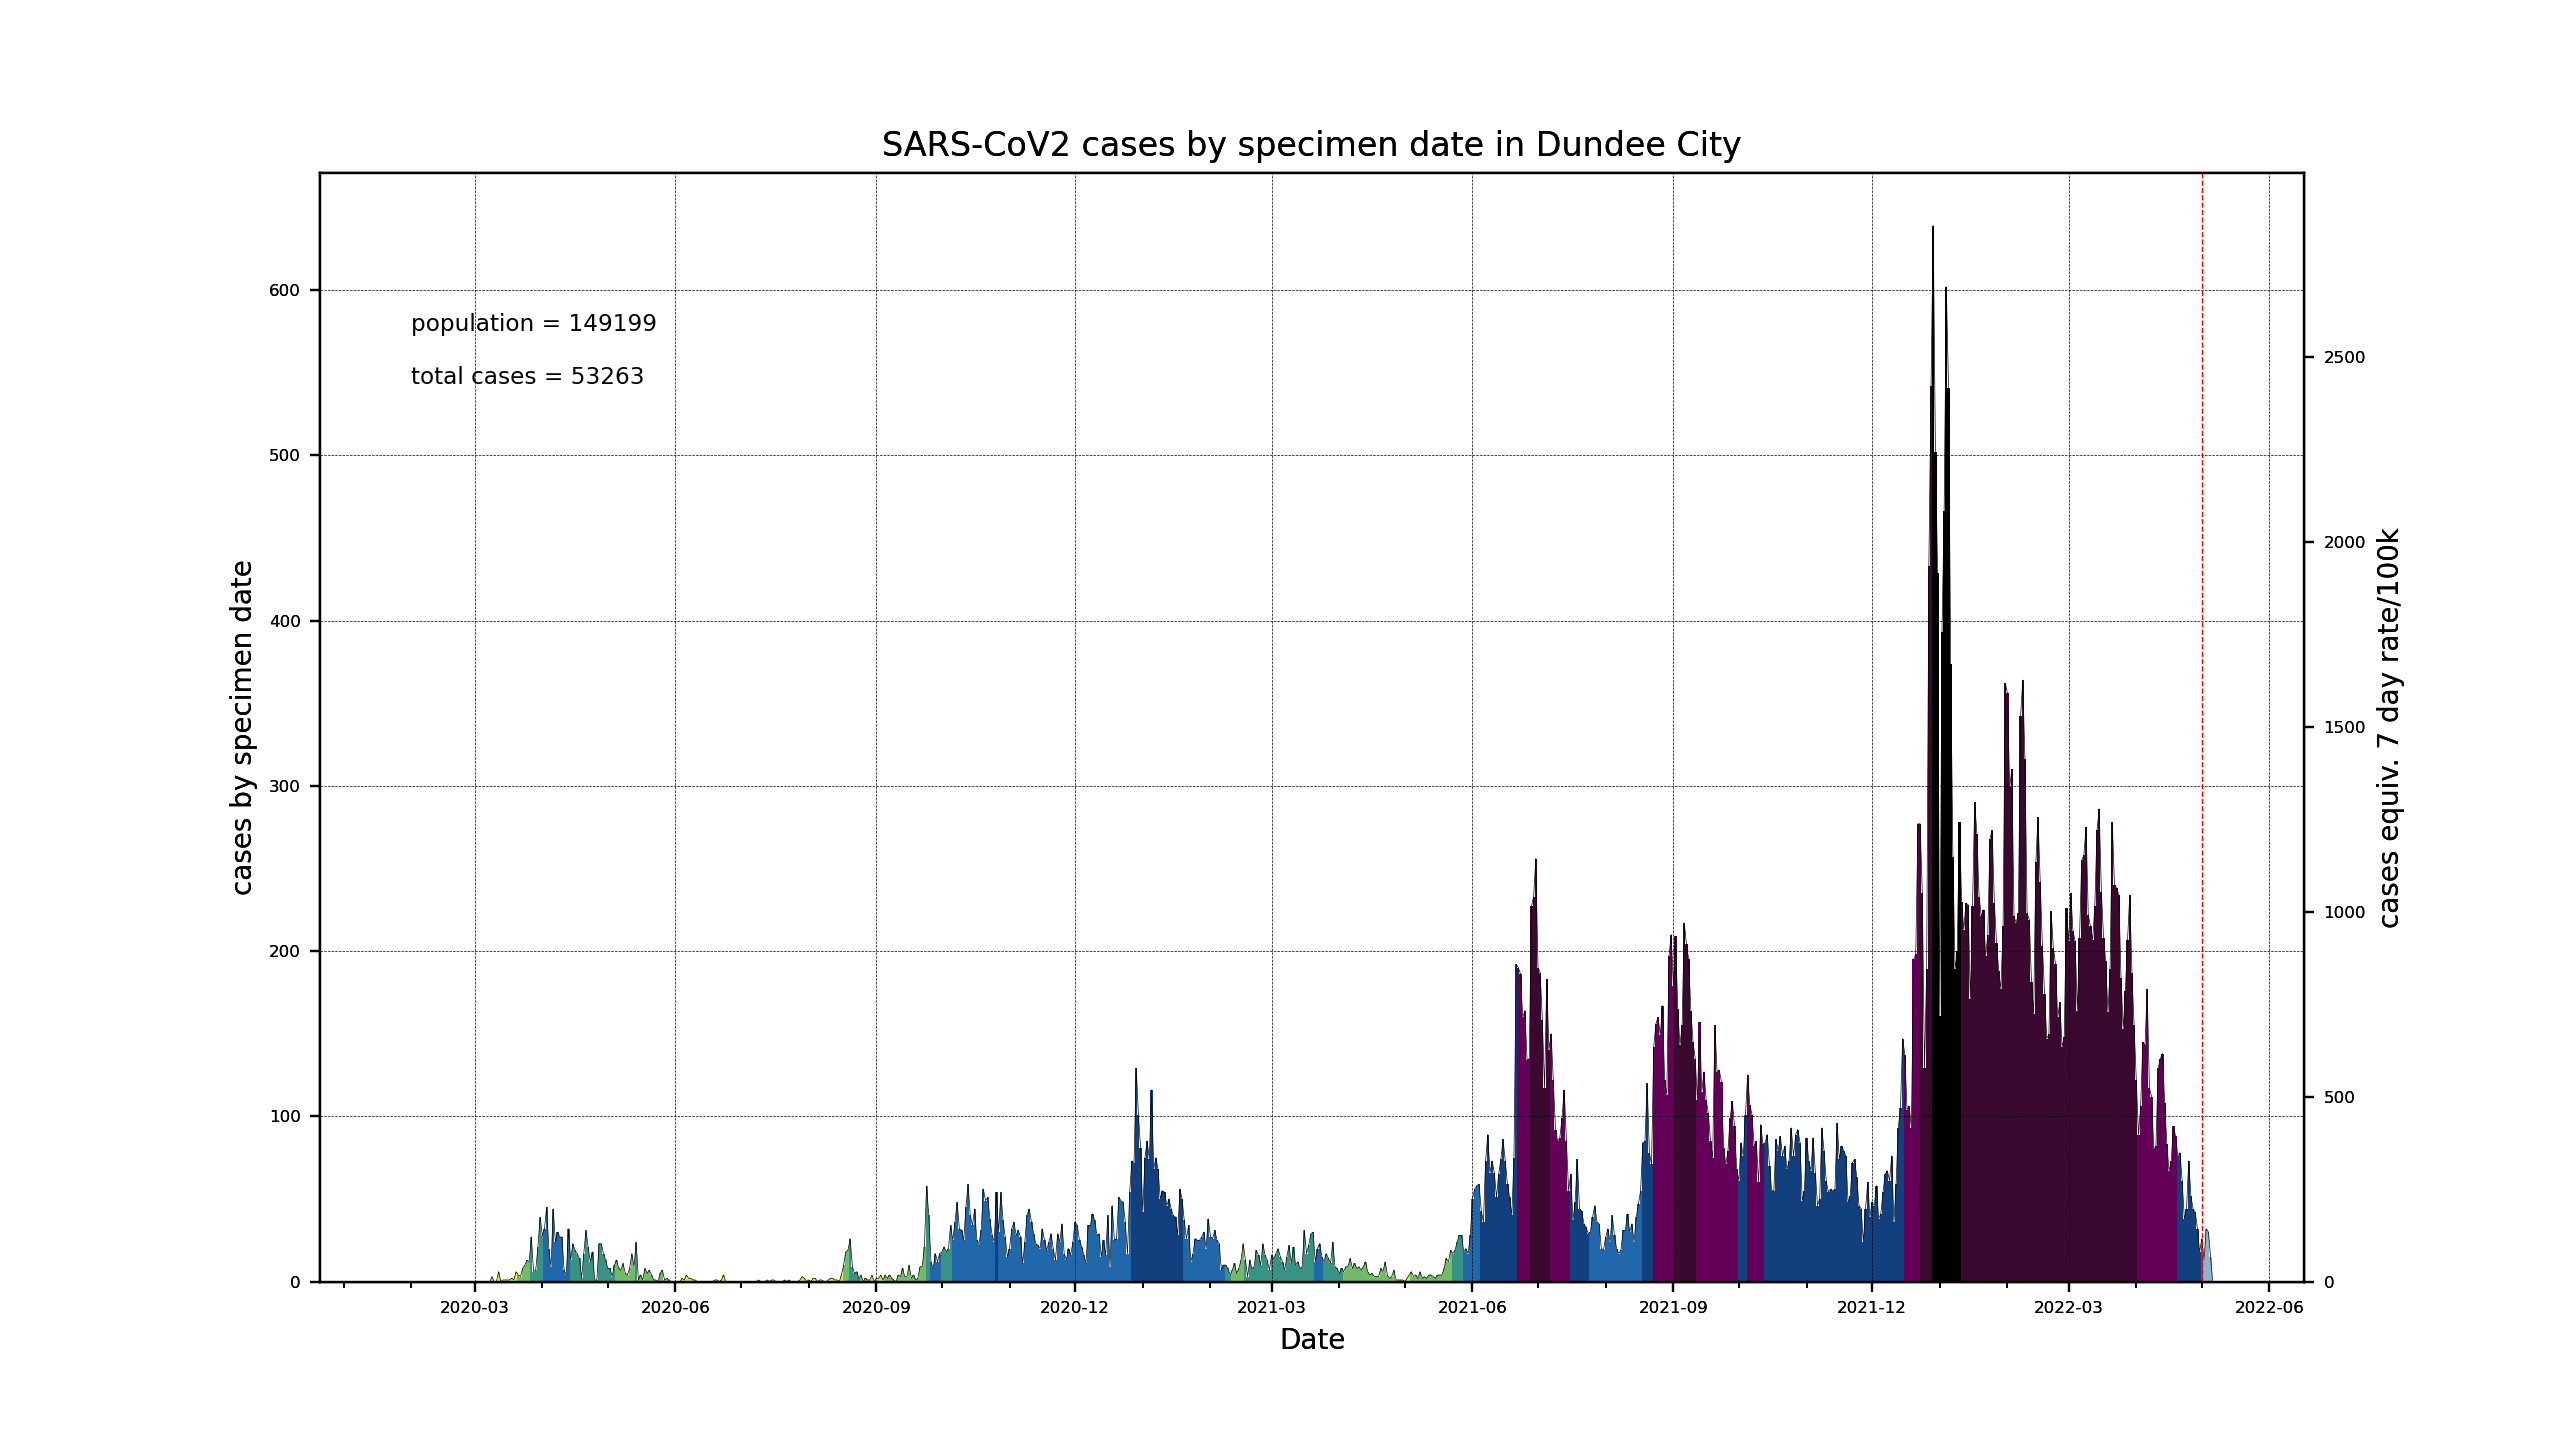 SARS-CoV2 cases by specimen date in Dundee City
population = 149199
total cases = 53263
cases by specimen date
600
500
400
300
200
100
0
2500
2000
1500
1000
500
0
cases equiv. 7 day rate/100k
2020-03 2020-06 2020-09 2020-12 2021-03 2021-06 2021-09 2021-12 2022-03 2022-06
Date